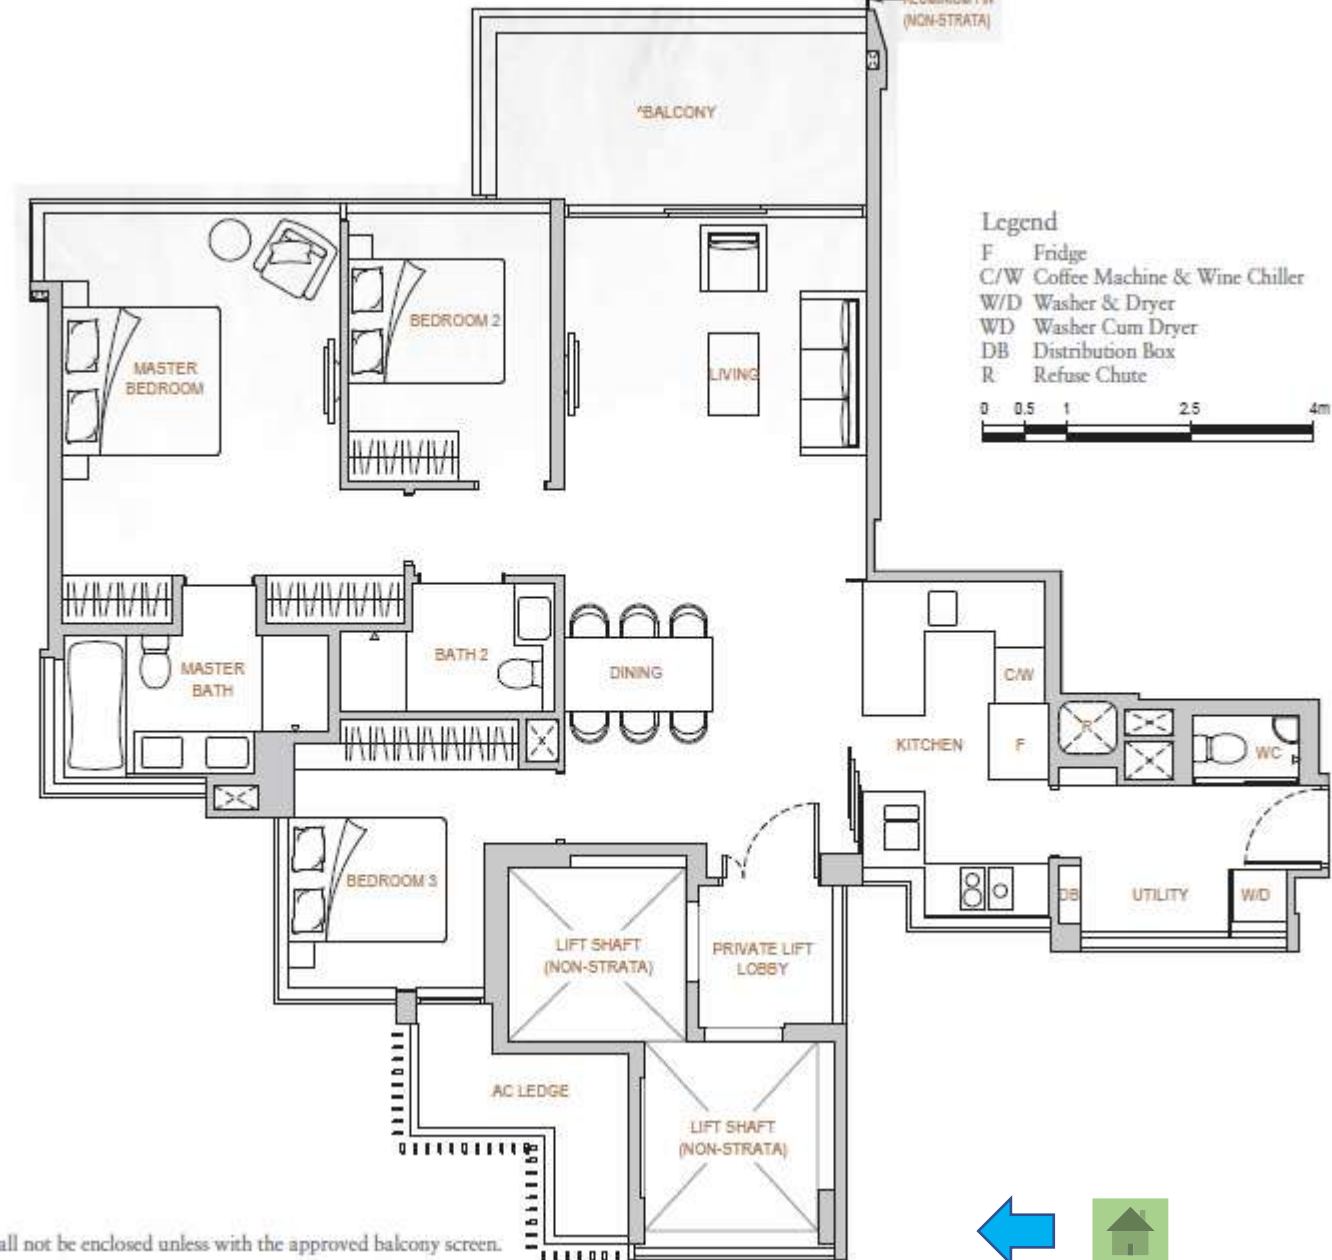 (NON-STRATA)
*BALCONY
Legend
F Fridge
C/W Coffee Machine & Wine Chiller
W/D Washer & Dryer
WD Washer Cum Dryer
DB Distribution Box
R Refuse Chute
0 0.5 1 2.5 4m
BEDROOM 2
MASTER
BEDROOM
LIVING
BATH 2
MASTER
BATH
DINING
C/W
KITCHEN
F
R
WC
BEDROOM 3
DB
UTILITY
W/D
LIFT SHAFT
(NON-STRATA)
PRIVATE LIFT
LOBBY
AC LEDGE
LIFT SHAFT
(NON-STRATA)
all not be enclosed unless with the approved balcony screen.